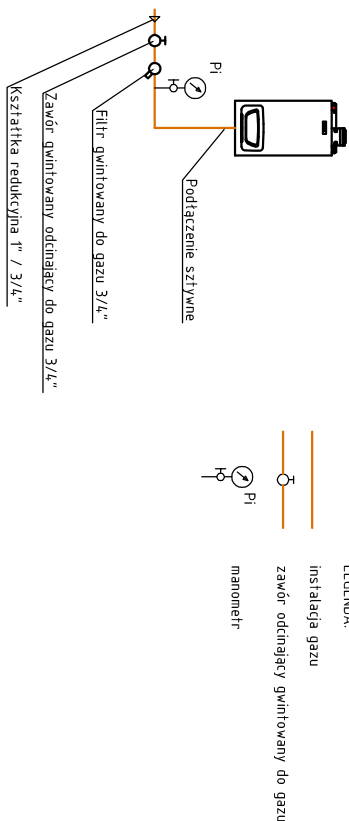 Pi
Podłączenie sztywne
Filtr gwintowany do gazu 3/4"
Zawór gwintowany odcinający do gazu 3/4"
Kształtka redukcyjna 1" / 3/4"
LEGENDA:
instalacja gazu
zawór odcinający gwintowany do gazu
Pi
manometr